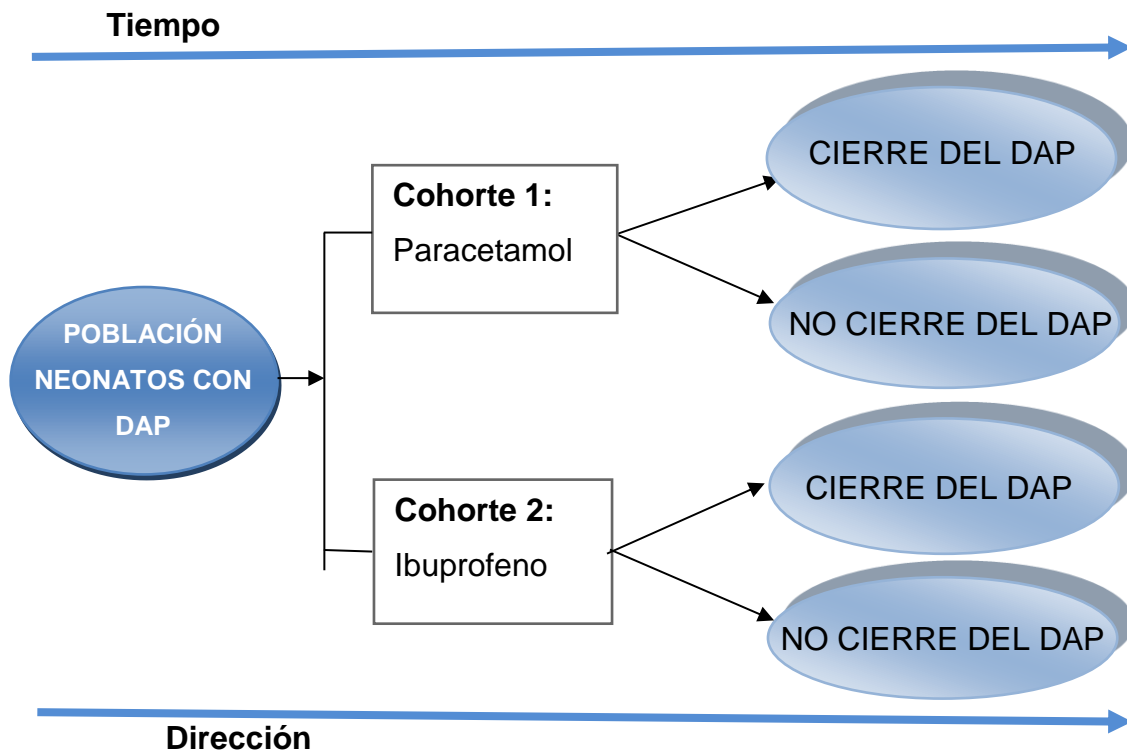 Tiempo
CIERRE DEL DAP
Cohorte 1:
Paracetamol
NO CIERRE DEL DAP
POBLACIÓN
NEONATOS CON
DAP
CIERRE DEL DAP
Cohorte 2:
Ibuprofeno
NO CIERRE DEL DAP
Dirección